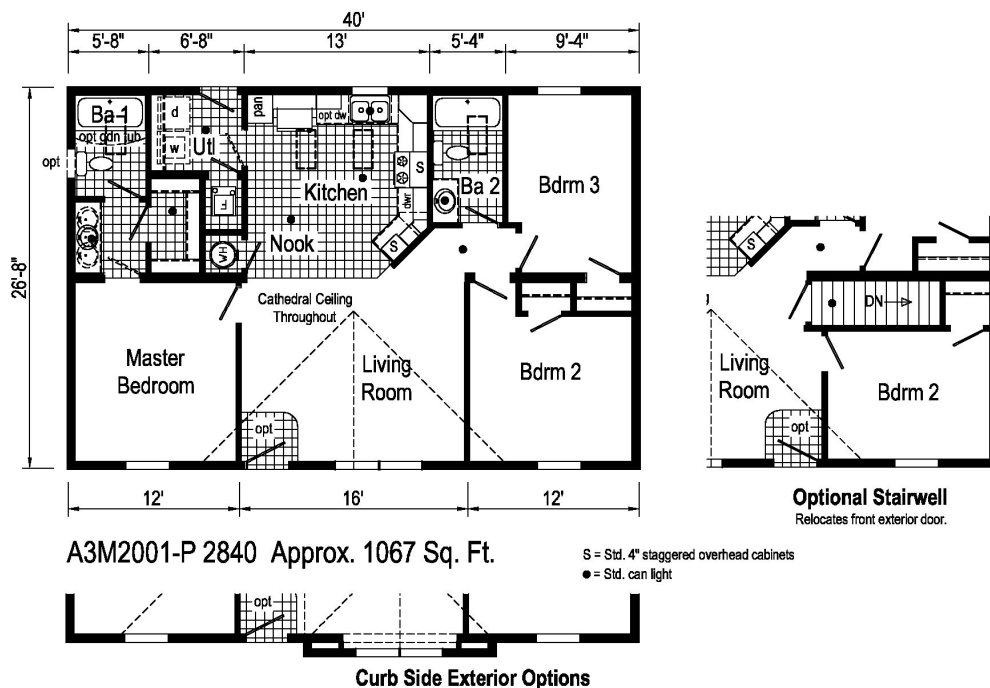 40'
5'-8" 6'-8" 13' 5'-4" 9'-4"
26'-8"
Ba 1
opt gdn tub
opt
d
w
Utl
pan
opt dw
S
Kitchen
dwr
Nook
S
F
WH
Ba 2
Bdrm 3
Cathedral Ceiling
Throughout
Master
Bedroom
Living
Room
Bdrm 2
opt
12' 16' 12'
S
DN
Living
Room
Bdrm 2
opt
Optional Stairwell
Relocates front exterior door.
A3M2001-P 2840 Approx. 1067 Sq. Ft.
S = Std. 4" staggered overhead cabinets
● = Std. can light
opt
Curb Side Exterior Options